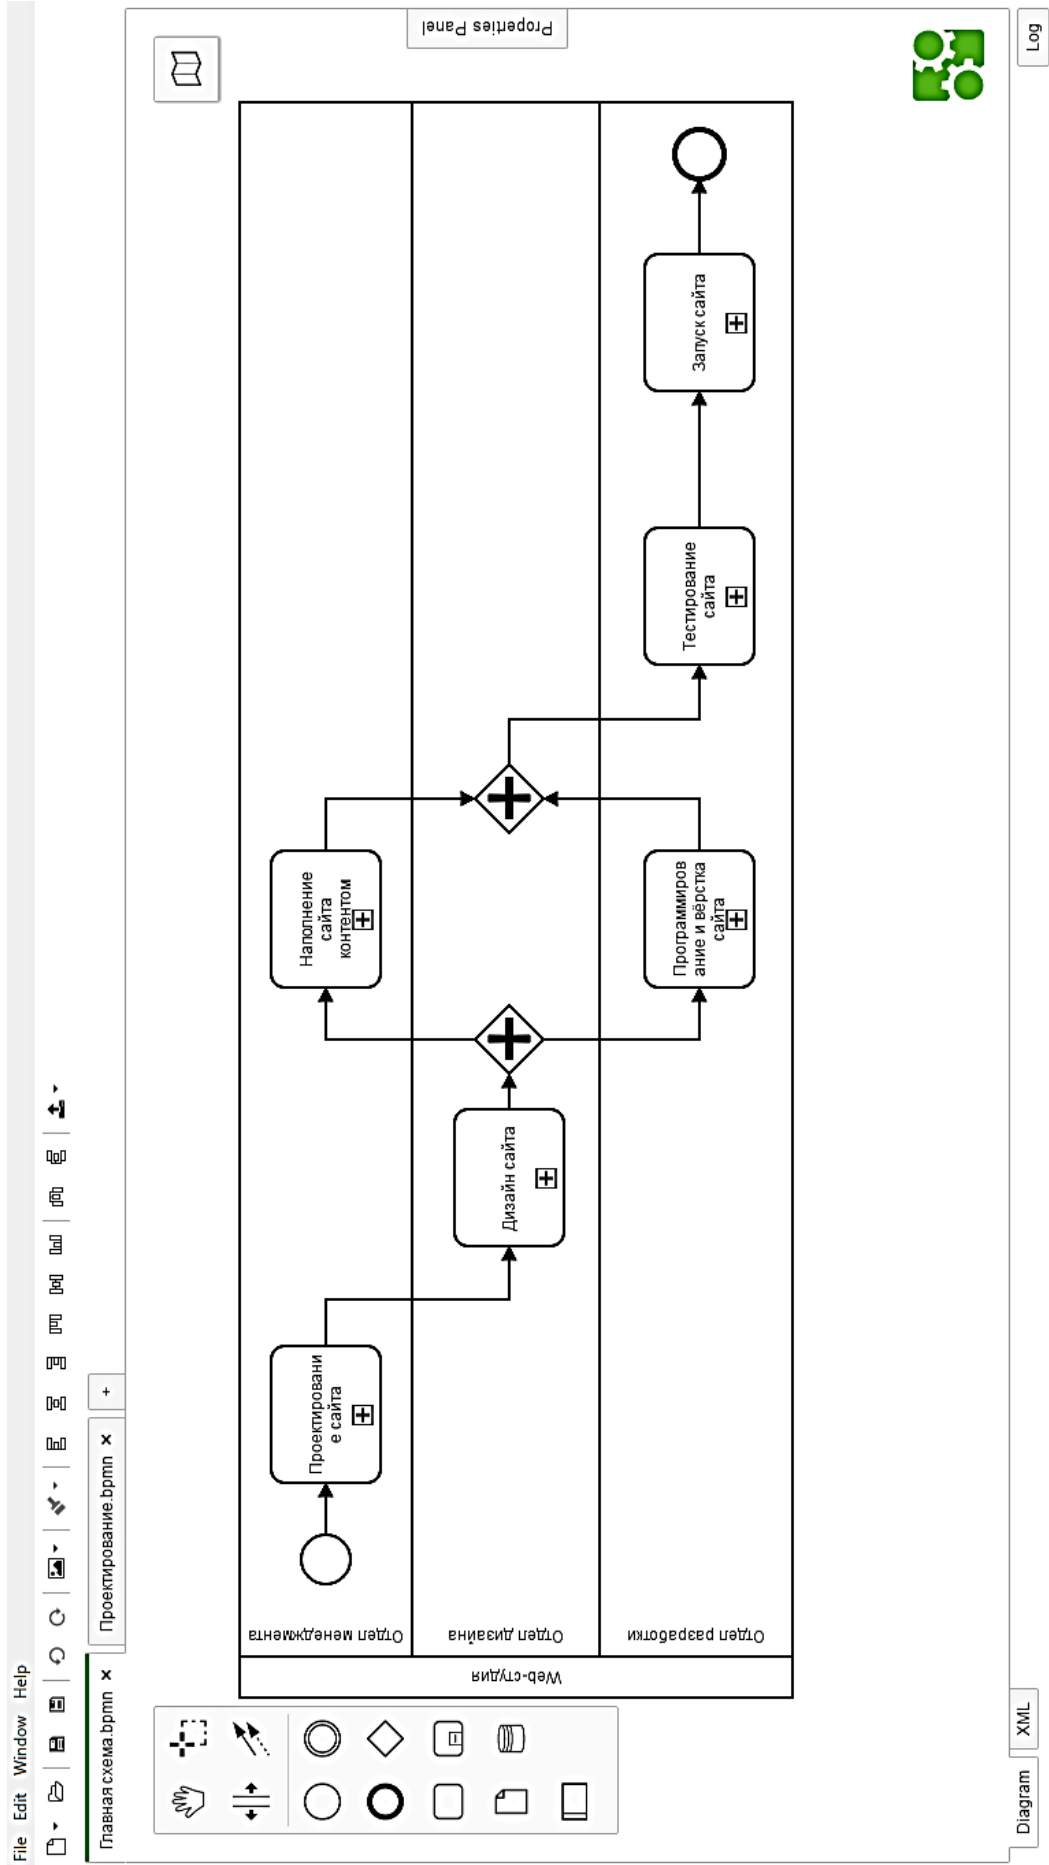 File Edit Window Help
Главная схема.bpmn ×
Проектирование.bpmn ×
+
Web-студия
Отдел менеджмента
Отдел дизайна
Отдел разработки
Проектировани
е сайта
Дизайн сайта
Наполнение
сайта
контентом
Программиров
ание и вёрстка
сайта
Тестирование
сайта
Запуск сайта
Properties Panel
Diagram
XML
Log